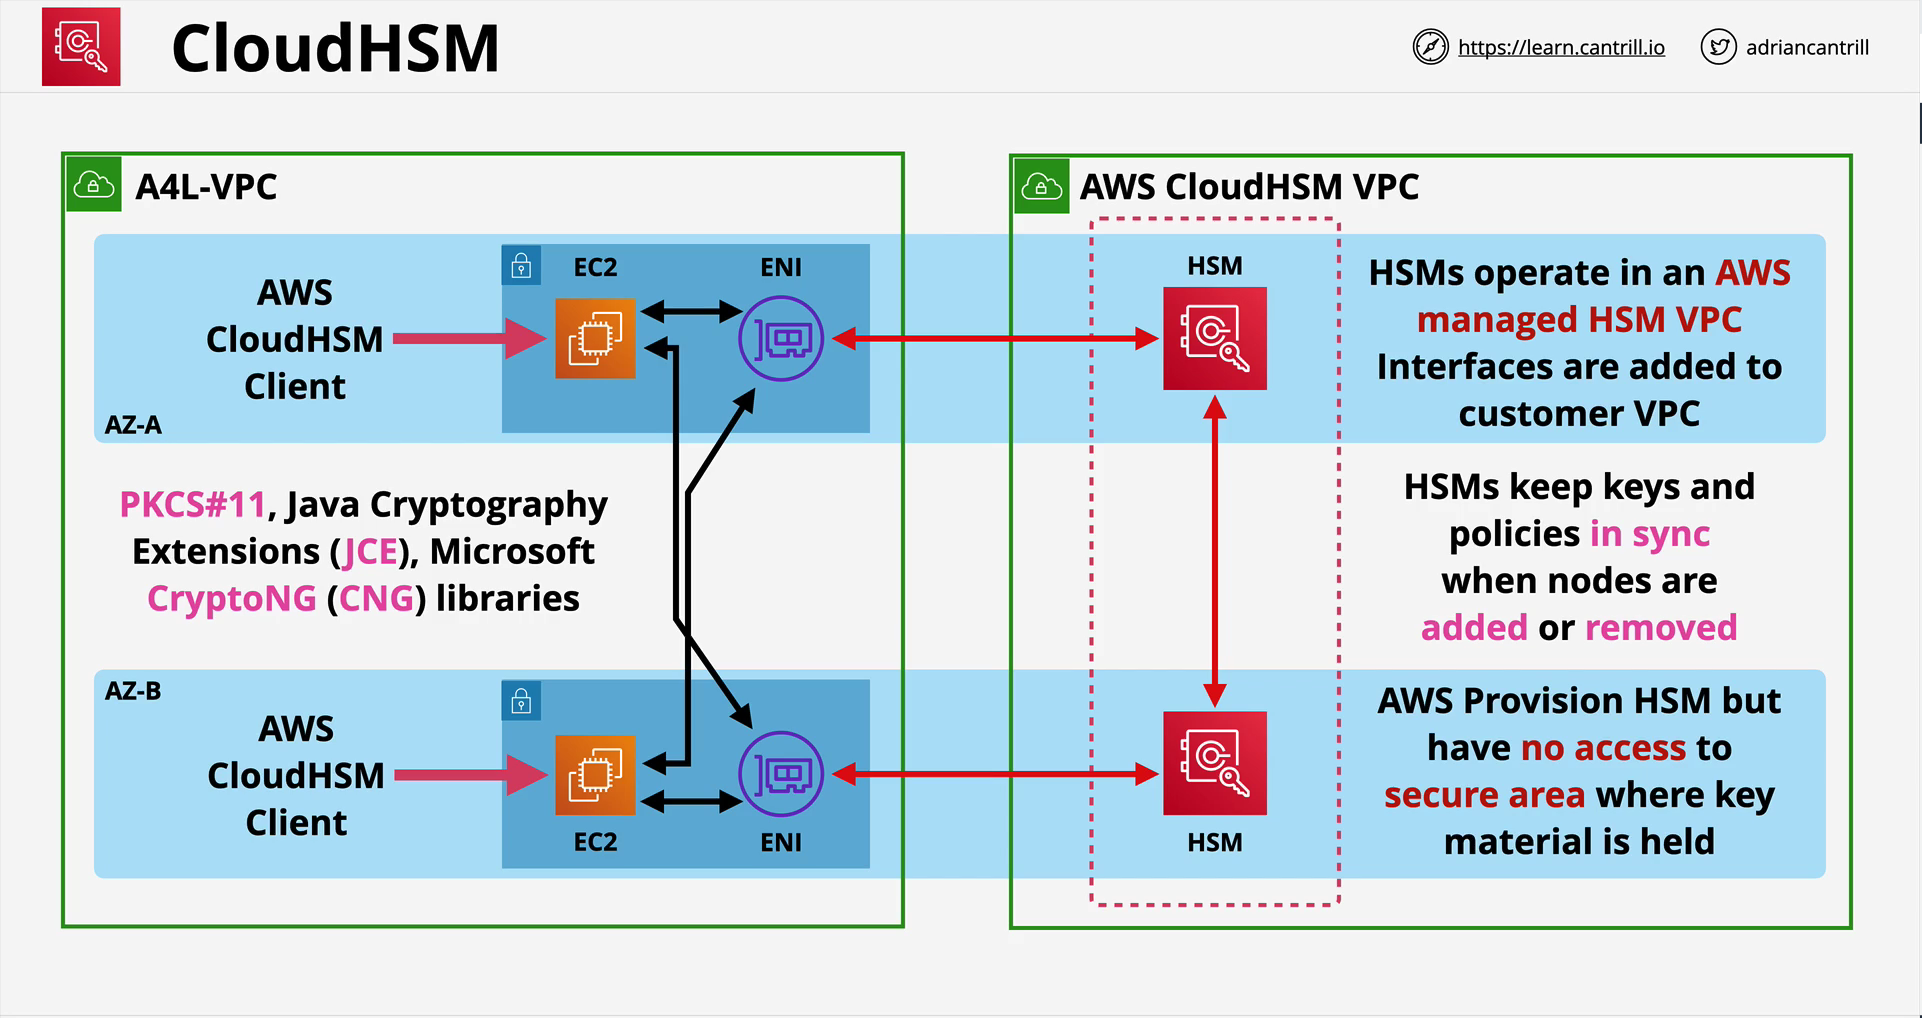 CloudHSM
https://learn.cantrill.io
adriancantrill
A4L-VPC
AWS CloudHSM VPC
AWS
CloudHSM
Client
AZ-A
EC2
ENI
HSM
HSMs operate in an AWS
managed HSM VPC
Interfaces are added to
customer VPC
PKCS#11, Java Cryptography
Extensions (JCE), Microsoft
CryptoNG (CNG) libraries
HSMs keep keys and
policies in sync
when nodes are
added or removed
AZ-B
AWS
CloudHSM
Client
EC2
ENI
HSM
AWS Provision HSM but
have no access to
secure area where key
material is held